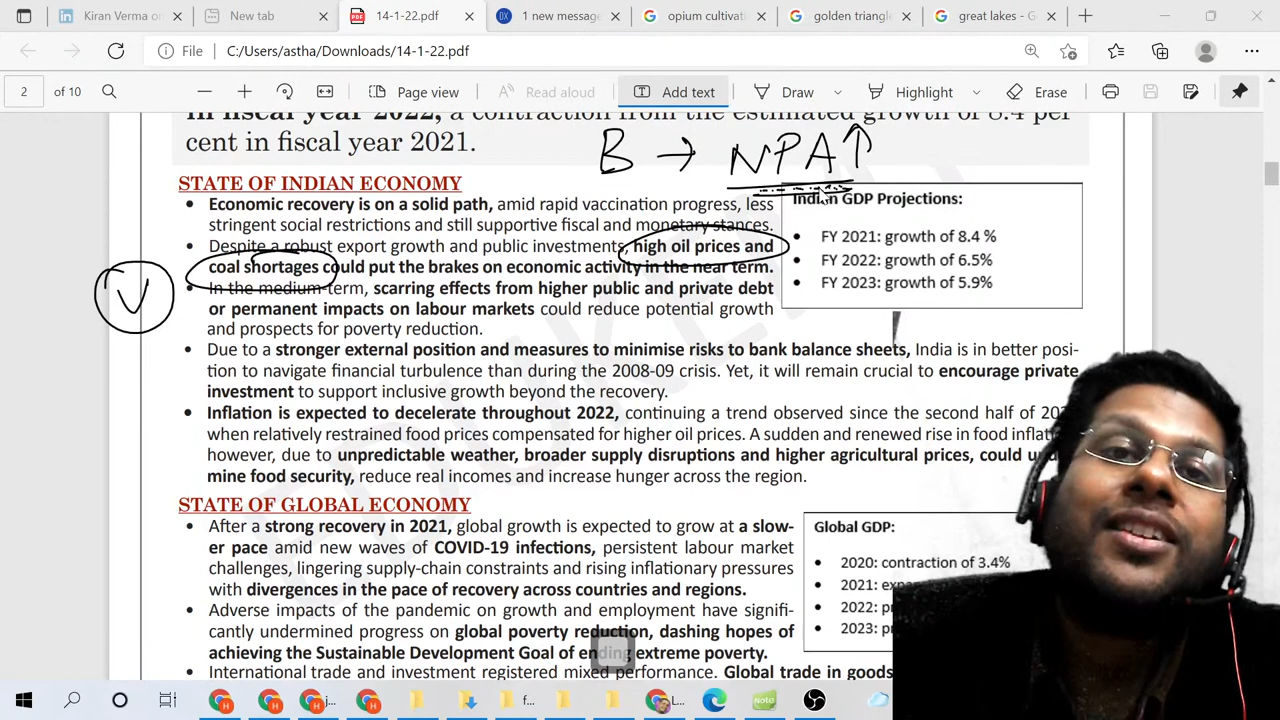 Kiran Verma on
New tab
14-1-22.pdf
1 new messag
opium cultivat
golden triangle
great lakes - G
File
C:/Users/astha/Downloads/14-1-22.pdf
2 of 10
Page view
Read aloud
Add text
Draw
Highlight
Erase
In fiscal year 2022, a contraction from the estimated growth of 8.4 per
cent in fiscal year 2021.
B → NPA↑
STATE OF INDIAN ECONOMY
• Economic recovery is on a solid path, amid rapid vaccination progress, less
stringent social restrictions and still supportive fiscal and monetary stances.
• Despite a robust export growth and public investments, high oil prices and
coal shortages could put the brakes on economic activity in the near term.
V
• In the medium-term, scarring effects from higher public and private debt
or permanent impacts on labour markets could reduce potential growth
and prospects for poverty reduction.
Indian GDP Projections:
• FY 2021: growth of 8.4 %
• FY 2022: growth of 6.5%
• FY 2023: growth of 5.9%
• Due to a stronger external position and measures to minimise risks to bank balance sheets, India is in better posi-
tion to navigate financial turbulence than during the 2008-09 crisis. Yet, it will remain crucial to encourage private
investment to support inclusive growth beyond the recovery.
• Inflation is expected to decelerate throughout 2022, continuing a trend observed since the second half of 20
when relatively restrained food prices compensated for higher oil prices. A sudden and renewed rise in food inflat
however, due to unpredictable weather, broader supply disruptions and higher agricultural prices, could u
mine food security, reduce real incomes and increase hunger across the region.
STATE OF GLOBAL ECONOMY
• After a strong recovery in 2021, global growth is expected to grow at a slow-
er pace amid new waves of COVID-19 infections, persistent labour market
challenges, lingering supply-chain constraints and rising inflationary pressures
with divergences in the pace of recovery across countries and regions.
• Adverse impacts of the pandemic on growth and employment have signifi-
cantly undermined progress on global poverty reduction, dashing hopes of
achieving the Sustainable Development Goal of ending extreme poverty.
• International trade and investment registered mixed performance. Global trade in goods
Global GDP:
• 2020: contraction of 3.4%
• 2021: expa
• 2022: pr
• 2023: pr